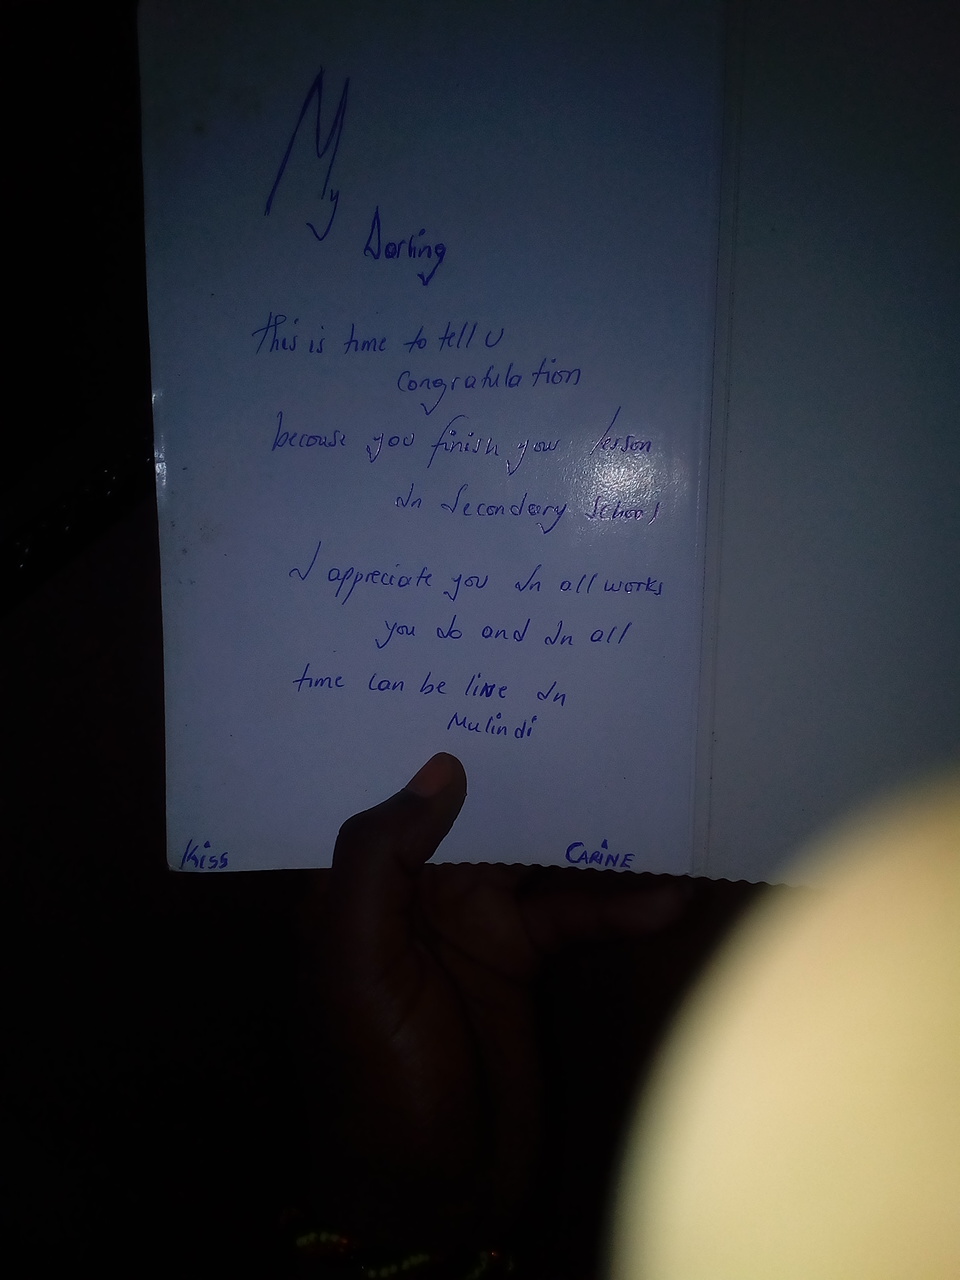 My
Darling
this is time to tell U
Congratulation
becouse you finish your lesson
In Secondary School
I appreciate you In all works
you do and In all
time can be live In
Mulindi
Kiss
CARiNE